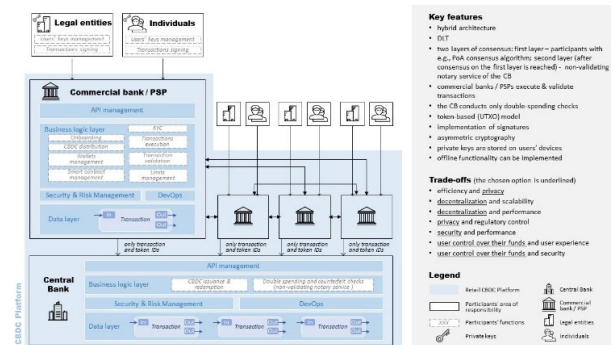 Legal entities
Users' keys management
Transactions signing
Individuals
Users' keys management
Transactions signing
Commercial bank / PSP
API management
Business logic layer
KYC
Onboarding
Transactions execution
CBDC distribution
Wallets management
Transaction validation
Smart contract management
Limits management
Security & Risk Management
DevOps
Data layer
In
Transaction
Out
Out
only transaction and token IDs
only transaction and token IDs
only transaction and token IDs
only transaction and token IDs
CBDC Platform
Central Bank
API management
Business logic layer
CBDC issuance & redemption
Double spending and counterfeit checks (non-validating notary service)
Security & Risk Management
DevOps
Data layer
In
Transaction
Out
Out
In
Transaction
Out
Out
In
Transaction
Out
Out
Key features
• hybrid architecture
• DLT
• two layers of consensus: first layer – participants with
e.g., PoA consensus algorithm; second layer (after
consensus on the first layer is reached) - non-validating
notary service of the CB
• commercial banks / PSPs execute & validate
transactions
• the CB conducts only double-spending checks
• token-based (UTXO) model
• implementation of signatures
• asymmetric cryptography
• private keys are stored on users' devices
• offline functionality can be implemented
Trade-offs (the chosen option is underlined)
• efficiency and privacy
• decentralization and scalability
• decentralization and performance
• privacy and regulatory control
• security and performance
• user control over their funds and user experience
• user control over their funds and security
Legend
Retail CBDC Platform
Central Bank
Participants' area of
responsibility
Commercial
bank / PSP
XXX
Participants' functions
Legal entities
Private keys
Individuals